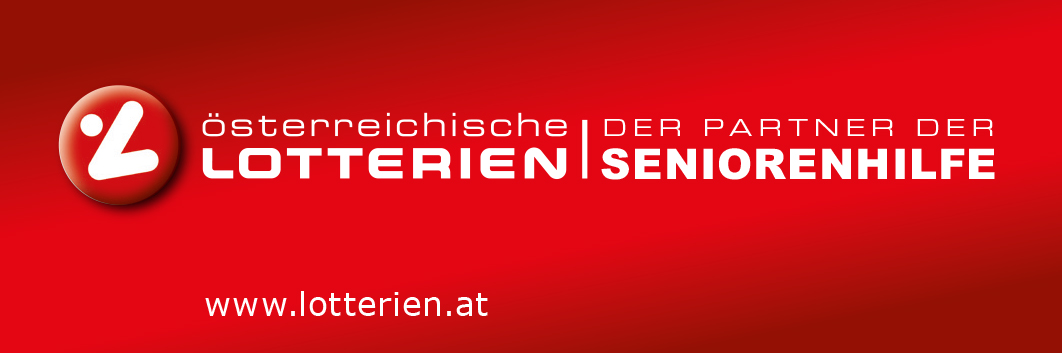 österreichische
LOTTERIEN
DER PARTNER DER
SENIORENHILFE
www.lotterien.at